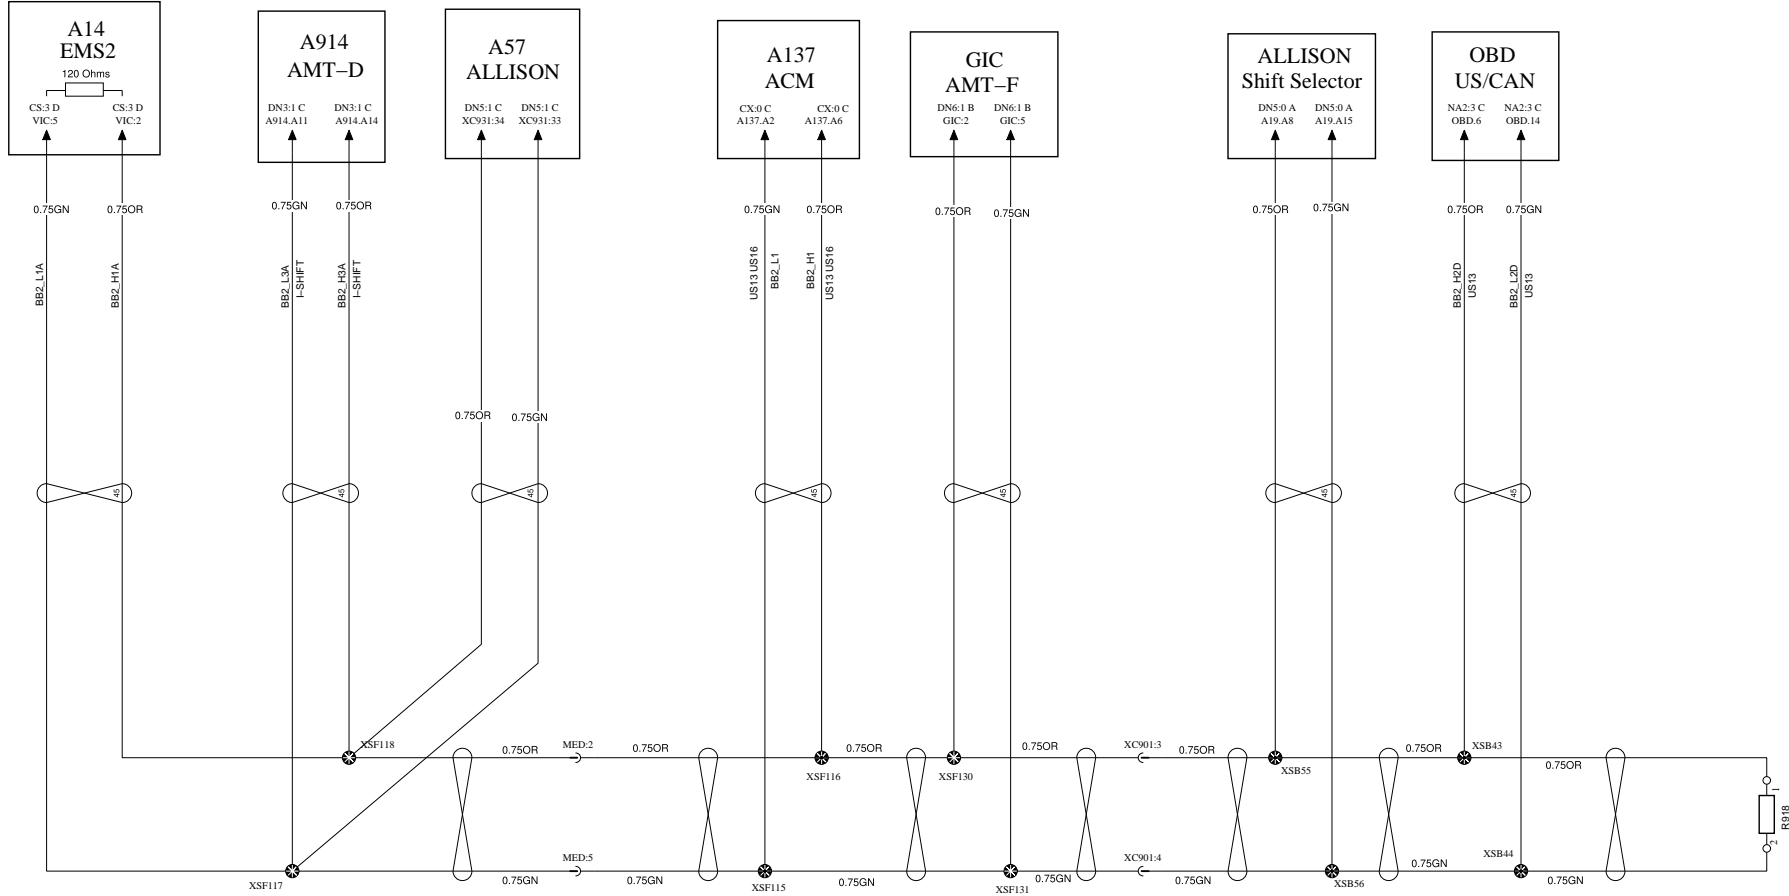 A14
EMS2
120 Ohms
CS:3 D
VIC:5
CS:3 D
VIC:2
A914
AMT–D
DN3:1 C
A914.A11
DN3:1 C
A914.A14
A57
ALLISON
DN5:1 C
XC931:34
DN5:1 C
XC931:33
A137
ACM
CX:0 C
A137.A2
CX:0 C
A137.A6
GIC
AMT–F
DN6:1 B
GIC:2
DN6:1 B
GIC:5
ALLISON
Shift Selector
DN5:0 A
A19.A8
DN5:0 A
A19.A15
OBD
US/CAN
NA2:3 C
OBD.6
NA2:3 C
OBD.14
0.75GN
0.75OR
0.75GN
0.75OR
0.75GN
0.75OR
0.75OR
0.75GN
0.75OR
0.75GN
0.75OR
0.75GN
BB2_L1A
BB2_H1A
BB2_L3A
I–SHIFT
BB2_H3A
I–SHIFT
US13 US16
BB2_L1
BB2_H1
US13 US16
BB2_H2D
US13
BB2_L2D
US13
0.75OR
0.75GN
45
45
45
45
45
45
45
XSF118
0.75OR
MED:2
0.75OR
XSF116
0.75OR
XSF130
0.75OR
XC901:3
0.75OR
XSB55
0.75OR
XSB43
0.75OR
1
R918
2
XSF117
0.75GN
MED:5
0.75GN
XSF115
0.75GN
XSF131
0.75GN
XC901:4
0.75GN
XSB56
0.75GN
XSB44
0.75GN